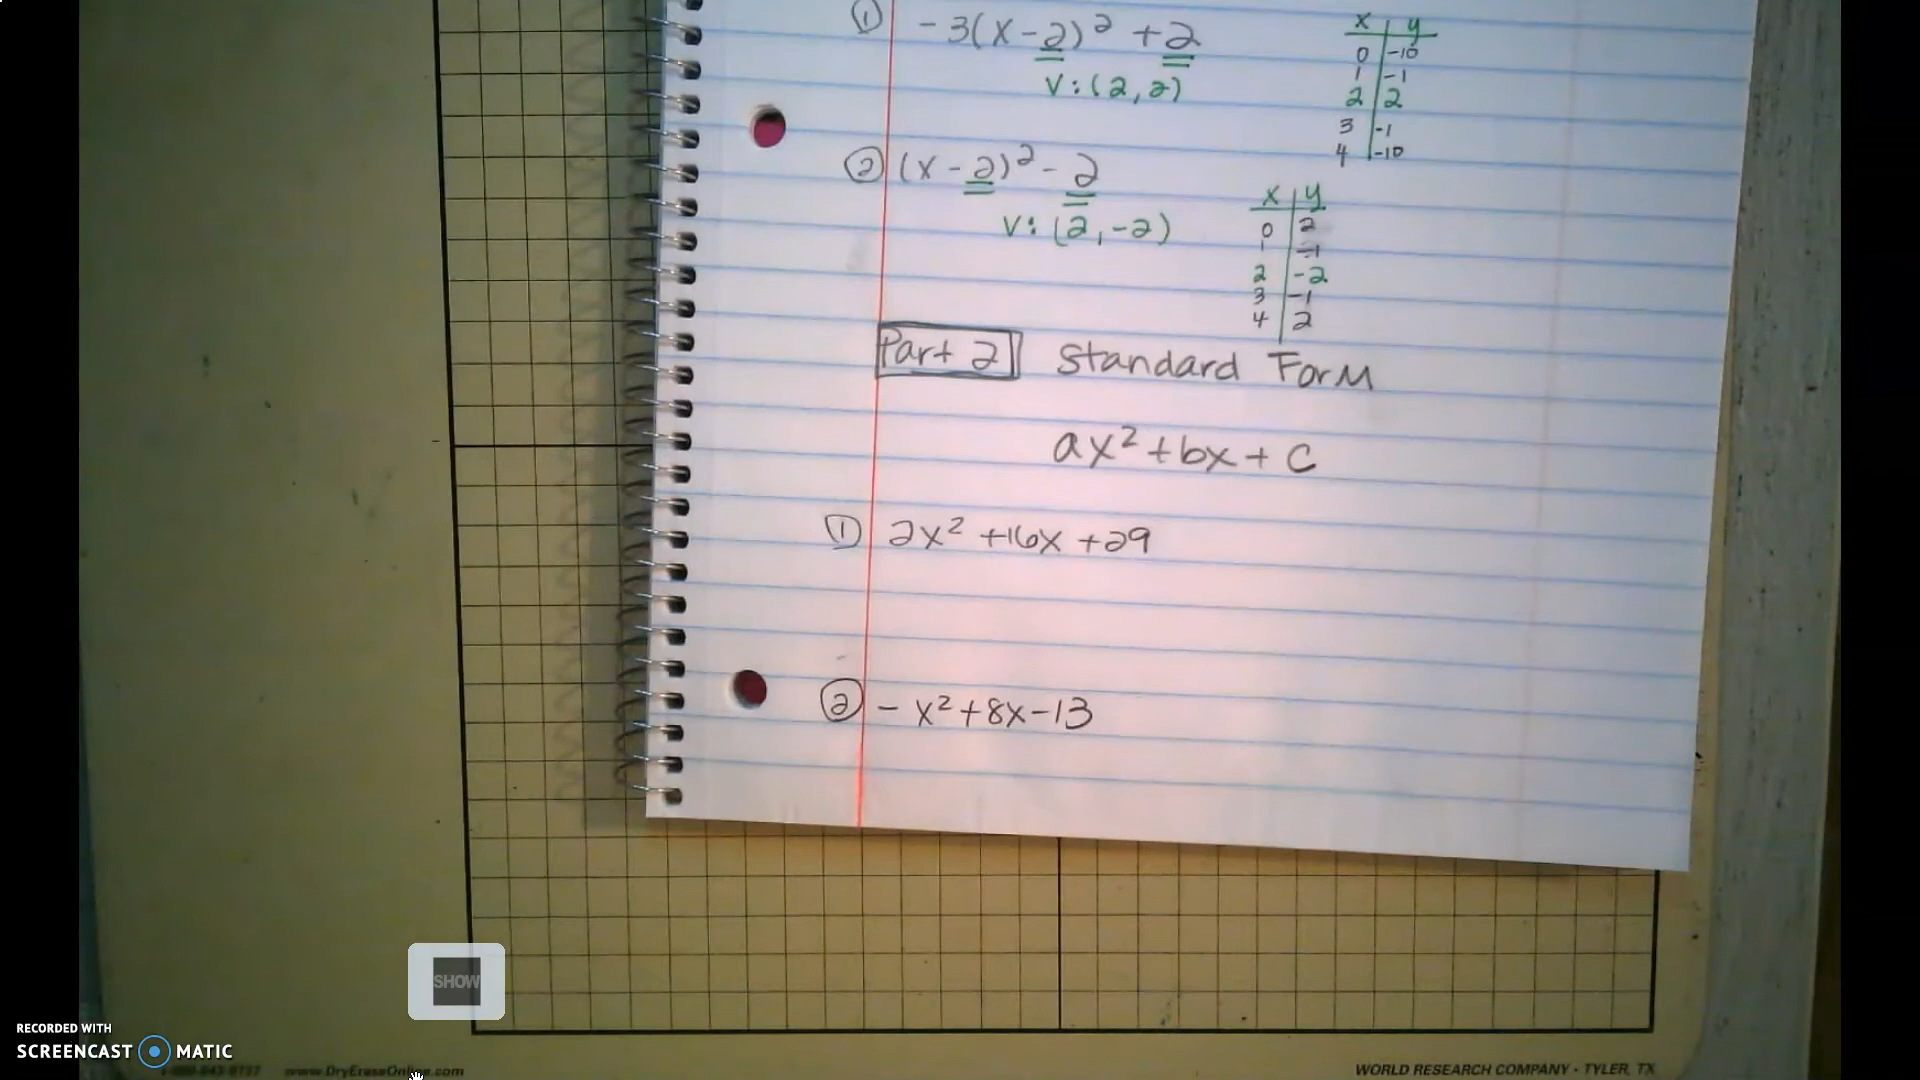 ① -3(x-2)² +2
V:(2,2)
x y
0 -10
1 -1
2 2
3 -1
4 -10
② (x-2)² -2
V:(2,-2)
x y
0 2
1 -1
2 -2
3 -1
4 2
Part 2 Standard Form
ax²+bx+c
① 2x² +16x +29
② -x²+8x-13
SHOW
RECORDED WITH
SCREENCAST MATIC
www.DryEraseOnline.com
WORLD RESEARCH COMPANY · TYLER, TX